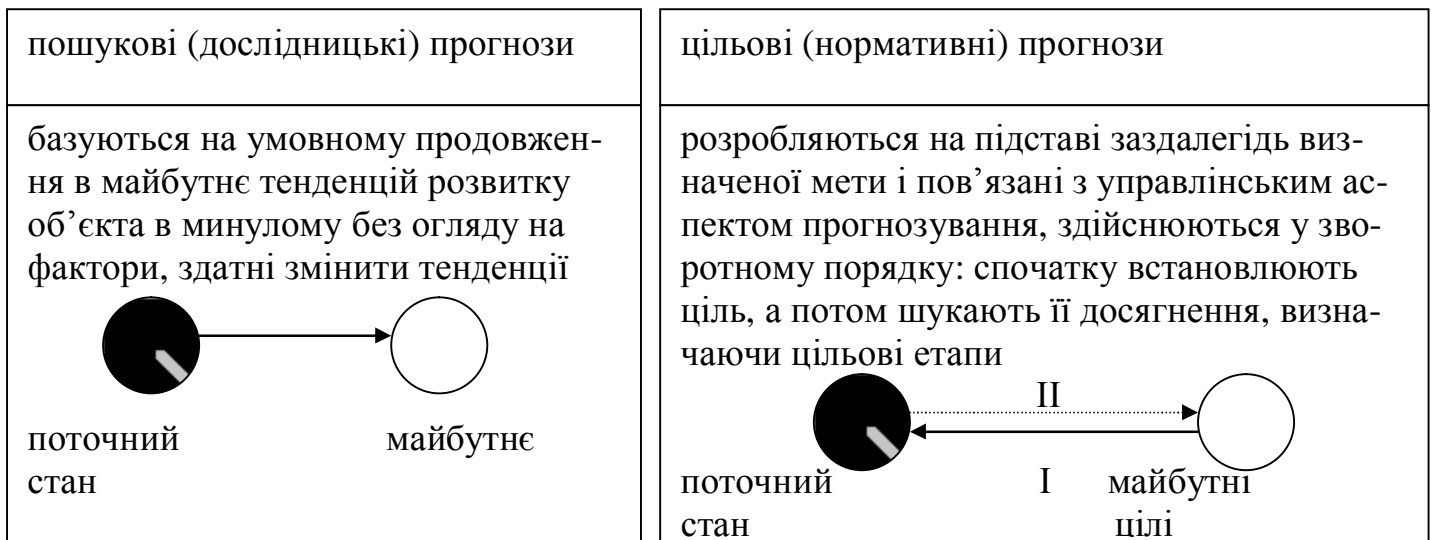 пошукові (дослідницькі) прогнози
базуються на умовному продовжен-
ня в майбутнє тенденцій розвитку
об’єкта в минулому без огляду на
фактори, здатні змінити тенденції
поточний майбутнє
стан
цільові (нормативні) прогнози
розробляються на підставі заздалегідь виз-
наченої мети і пов’язані з управлінським ас-
пектом прогнозування, здійснюються у зво-
ротному порядку: спочатку встановлюють
ціль, а потом шукають її досягнення, визна-
чаючи цільові етапи
II
поточний I майбутні
стан цілі